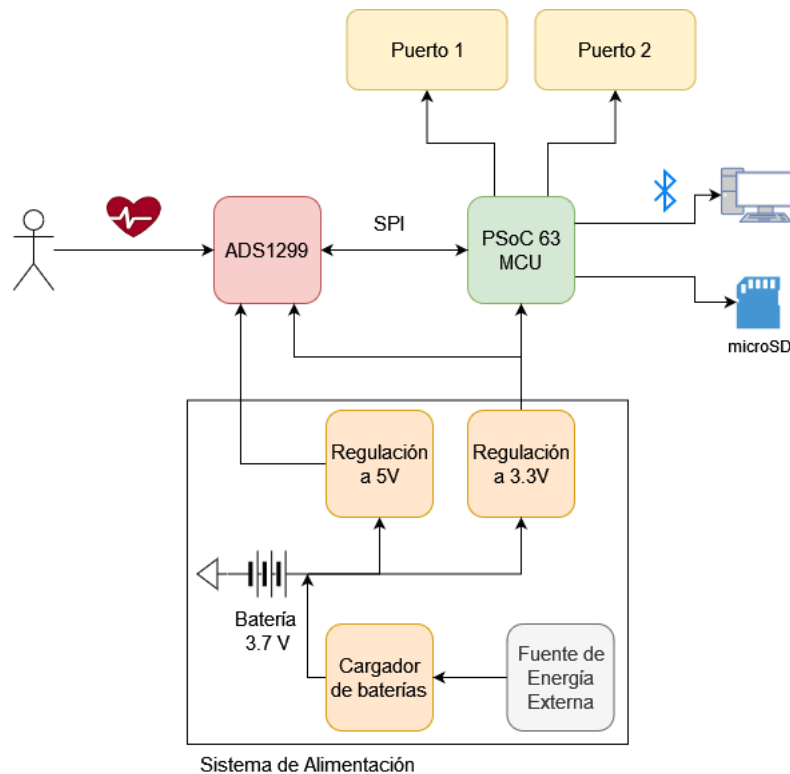 Puerto 1
Puerto 2
ADS1299
SPI
PSoC 63
MCU
microSD
Regulación
a 5V
Regulación
a 3.3V
Batería
3.7 V
Cargador
de baterías
Fuente de
Energía
Externa
Sistema de Alimentación